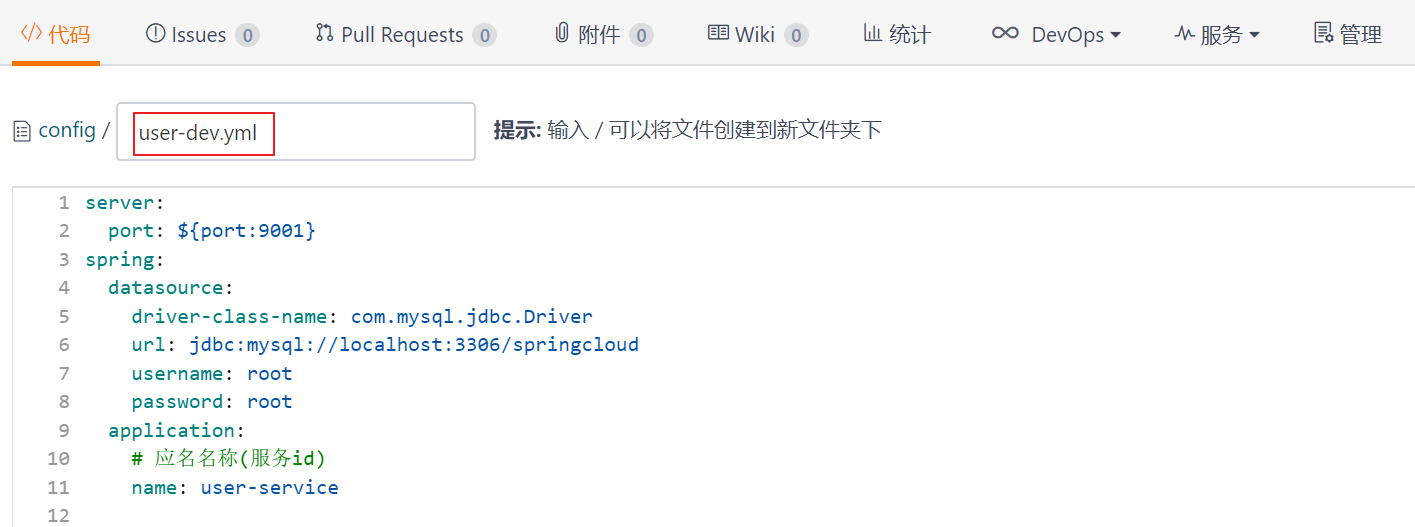 代码 Issues 0 Pull Requests 0 附件 0 Wiki 0 统计 DevOps 服务 管理
config / user-dev.yml 提示: 输入 / 可以将文件创建到新文件夹下
1 server:
2   port: ${port:9001}
3 spring:
4   datasource:
5     driver-class-name: com.mysql.jdbc.Driver
6     url: jdbc:mysql://localhost:3306/springcloud
7     username: root
8     password: root
9   application:
10     # 应名名称(服务id)
11     name: user-service
12